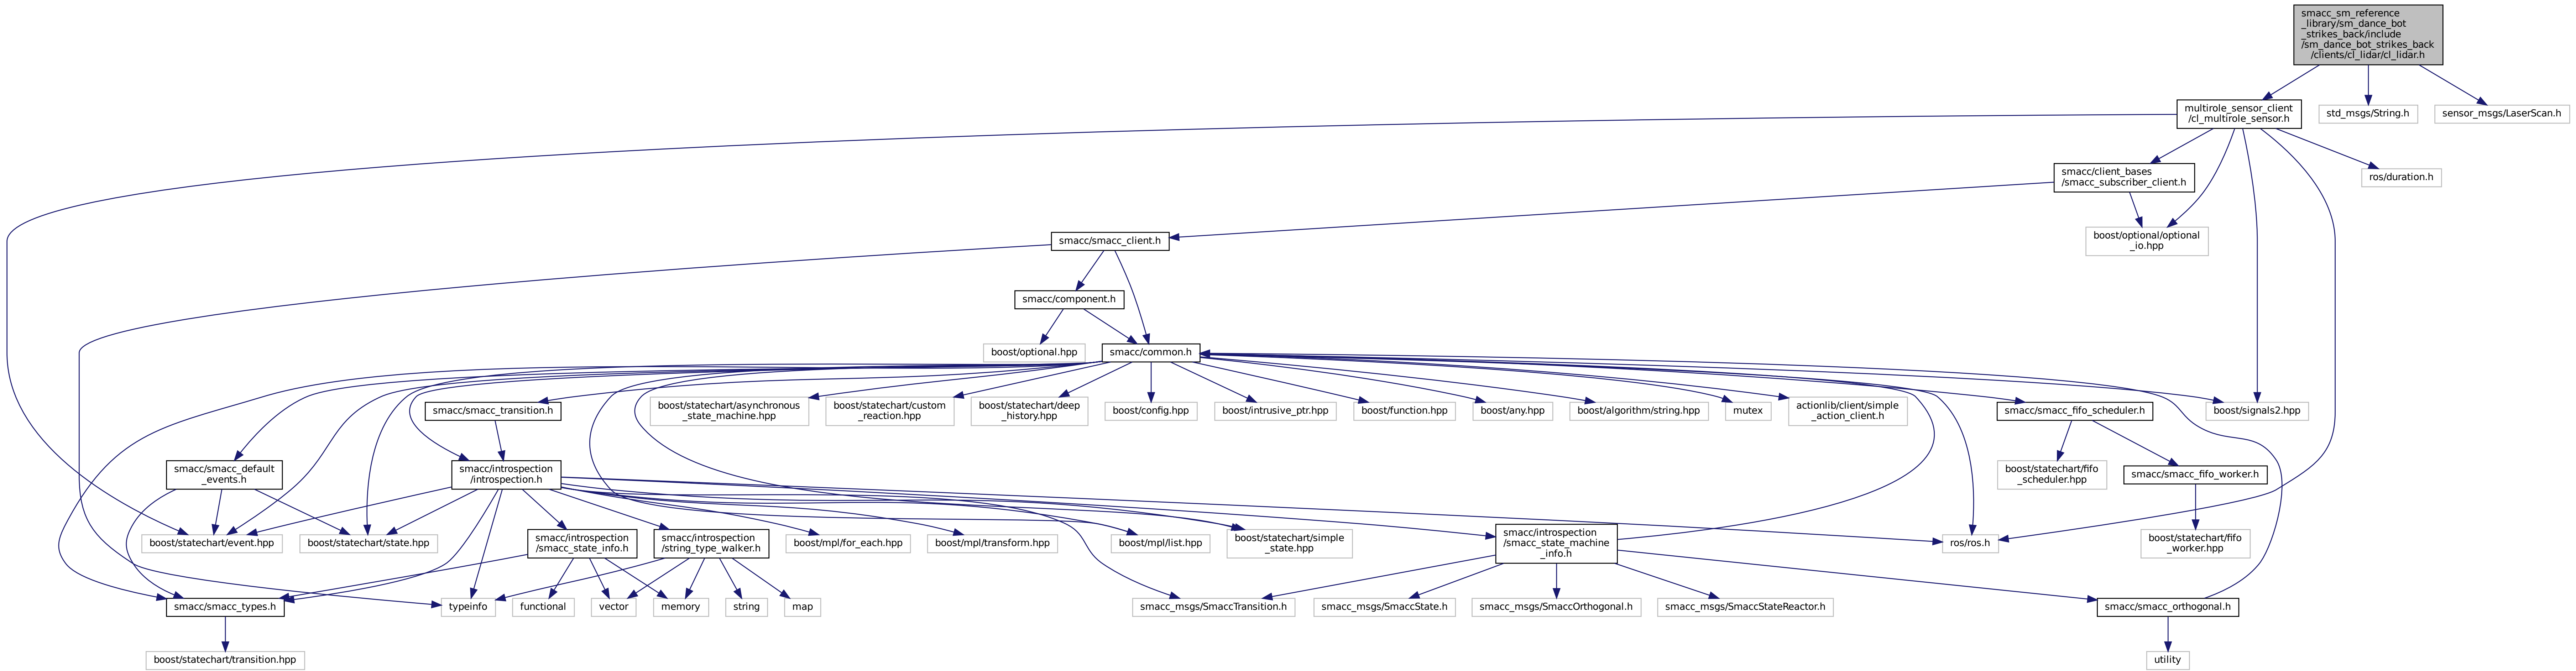 smacc_sm_reference
_library/sm_dance_bot
_strikes_back/include
/sm_dance_bot_strikes_back
/clients/cl_lidar/cl_lidar.h
multirole_sensor_client
/cl_multirole_sensor.h
std_msgs/String.h
sensor_msgs/LaserScan.h
smacc/client_bases
/smacc_subscriber_client.h
ros/duration.h
smacc/smacc_client.h
boost/optional/optional
_io.hpp
smacc/component.h
boost/optional.hpp
smacc/common.h
smacc/smacc_transition.h
boost/statechart/asynchronous
_state_machine.hpp
boost/statechart/custom
_reaction.hpp
boost/statechart/deep
_history.hpp
boost/config.hpp
boost/intrusive_ptr.hpp
boost/function.hpp
boost/any.hpp
boost/algorithm/string.hpp
mutex
actionlib/client/simple
_action_client.h
smacc/smacc_fifo_scheduler.h
boost/signals2.hpp
smacc/smacc_default
_events.h
smacc/introspection
/introspection.h
boost/statechart/fifo
_scheduler.hpp
smacc/smacc_fifo_worker.h
boost/statechart/event.hpp
boost/statechart/state.hpp
smacc/introspection
/smacc_state_info.h
smacc/introspection
/string_type_walker.h
boost/mpl/for_each.hpp
boost/mpl/transform.hpp
boost/mpl/list.hpp
boost/statechart/simple
_state.hpp
smacc/introspection
/smacc_state_machine
_info.h
ros/ros.h
boost/statechart/fifo
_worker.hpp
smacc/smacc_types.h
typeinfo
functional
vector
memory
string
map
smacc_msgs/SmaccTransition.h
smacc_msgs/SmaccState.h
smacc_msgs/SmaccOrthogonal.h
smacc_msgs/SmaccStateReactor.h
smacc/smacc_orthogonal.h
boost/statechart/transition.hpp
utility